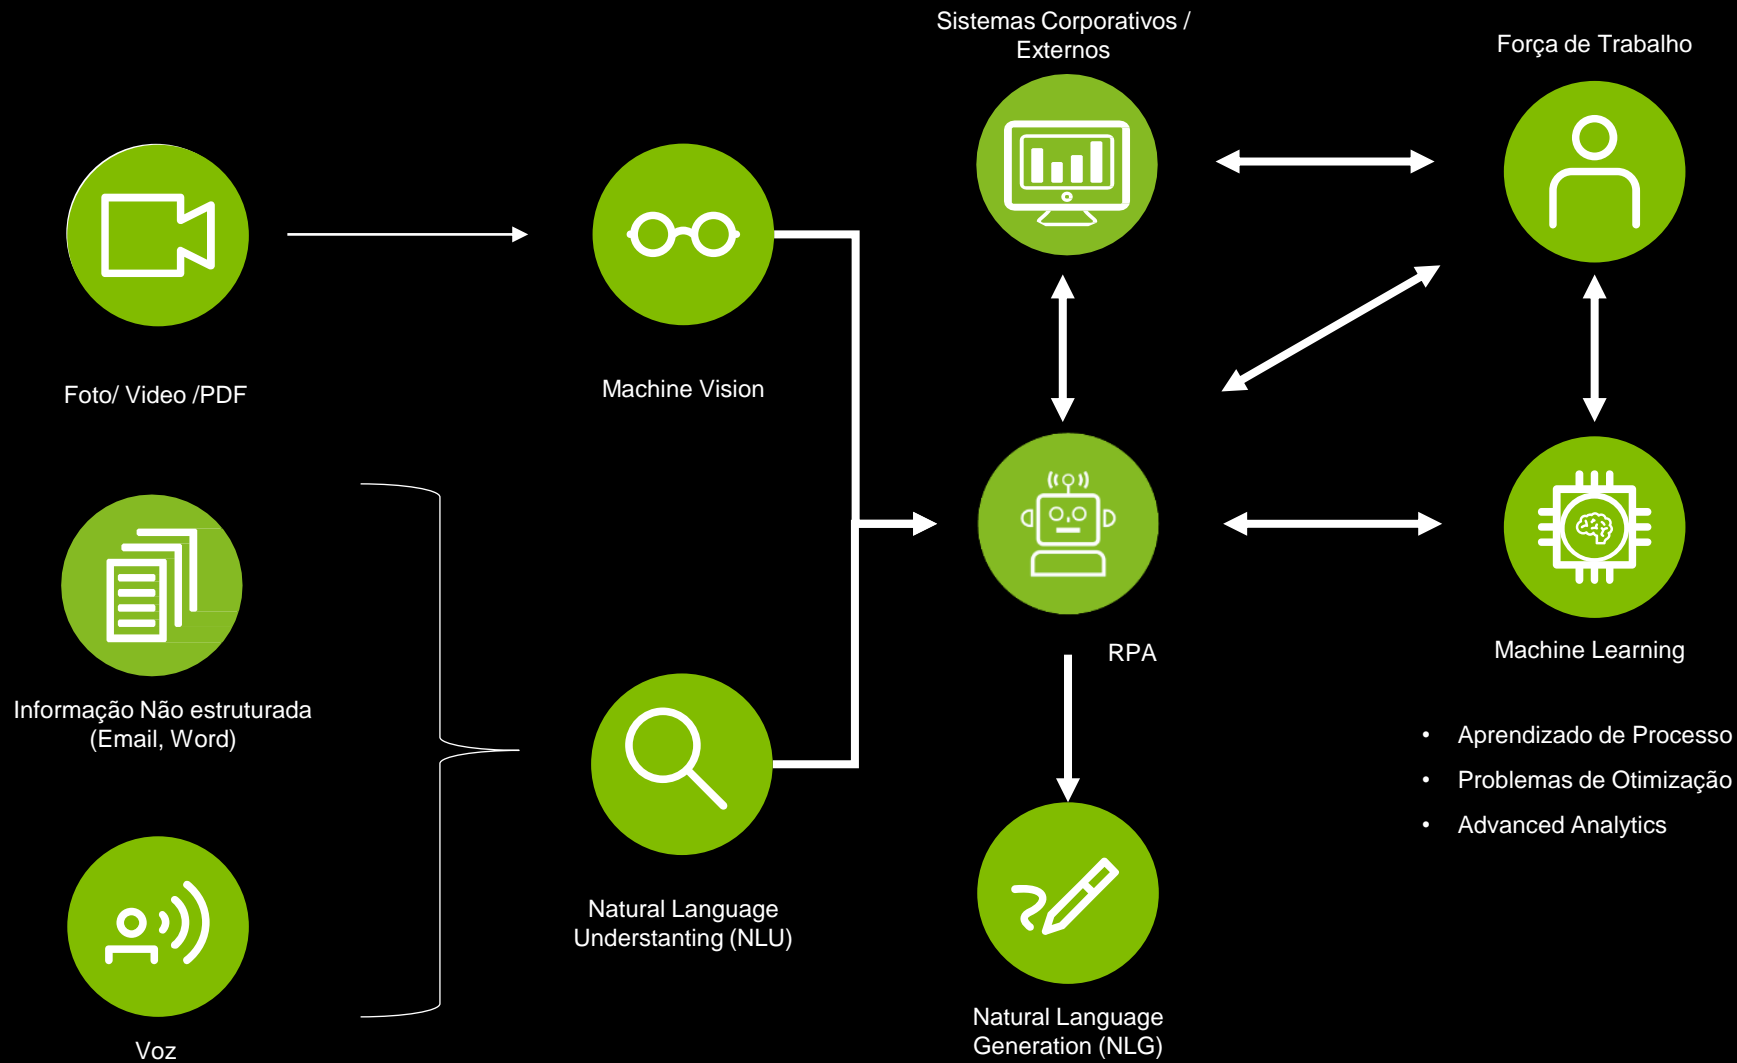 Sistemas Corporativos /
Externos
Força de Trabalho
Foto/ Video /PDF
Machine Vision
Informação Não estruturada
(Email, Word)
RPA
Machine Learning
• Aprendizado de Processo
• Problemas de Otimização
• Advanced Analytics
Natural Language
Understanting (NLU)
Voz
Natural Language
Generation (NLG)